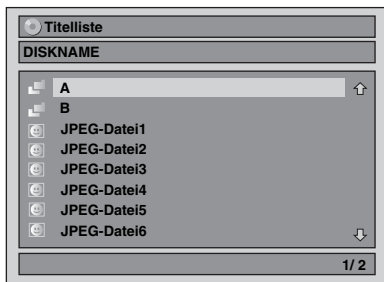 Titelliste
DISKNAME
A
B
JPEG-Datei1
JPEG-Datei2
JPEG-Datei3
JPEG-Datei4
JPEG-Datei5
JPEG-Datei6
1/ 2